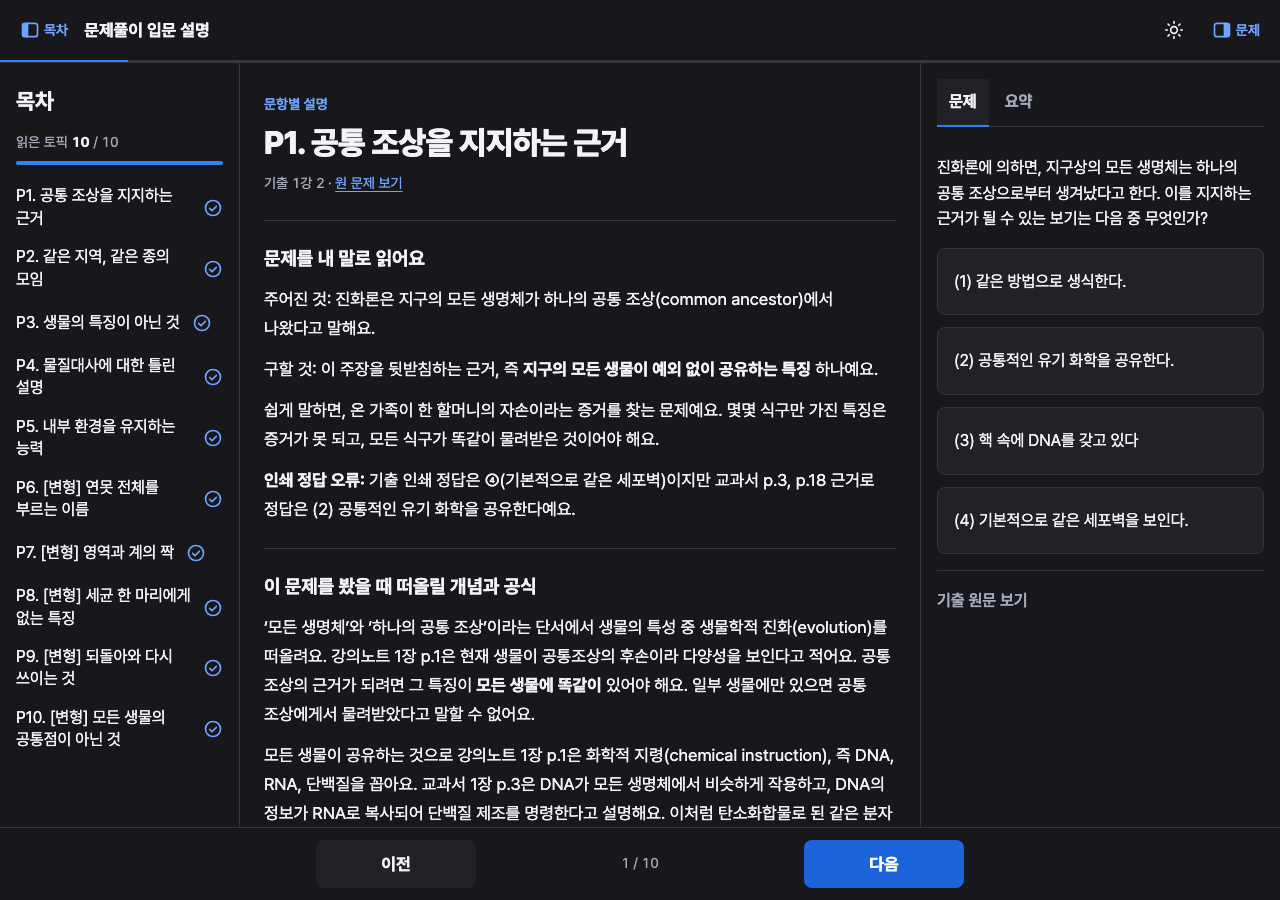 목차
문제풀이 입문 설명
문제
목차
읽은 토픽 10 / 10
P1. 공통 조상을 지지하는
근거
P2. 같은 지역, 같은 종의
모임
P3. 생물의 특징이 아닌 것
P4. 물질대사에 대한 틀린
설명
P5. 내부 환경을 유지하는
능력
P6. [변형] 연못 전체를
부르는 이름
P7. [변형] 영역과 계의 짝
P8. [변형] 세균 한 마리에게
없는 특징
P9. [변형] 되돌아와 다시
쓰이는 것
P10. [변형] 모든 생물의
공통점이 아닌 것
문항별 설명
P1. 공통 조상을 지지하는 근거
기출 1강 2 · 원 문제 보기
문제를 내 말로 읽어요
주어진 것: 진화론은 지구의 모든 생명체가 하나의 공통 조상(common ancestor)에서
나왔다고 말해요.
구할 것: 이 주장을 뒷받침하는 근거, 즉 지구의 모든 생물이 예외 없이 공유하는 특징 하나예요.
쉽게 말하면, 온 가족이 한 할머니의 자손이라는 증거를 찾는 문제예요. 몇몇 식구만 가진 특징은
증거가 못 되고, 모든 식구가 똑같이 물려받은 것이어야 해요.
인쇄 정답 오류: 기출 인쇄 정답은 ④(기본적으로 같은 세포벽)이지만 교과서 p.3, p.18 근거로
정답은 (2) 공통적인 유기 화학을 공유한다예요.
이 문제를 봤을 때 떠올릴 개념과 공식
‘모든 생명체’와 ‘하나의 공통 조상’이라는 단서에서 생물의 특성 중 생물학적 진화(evolution)를
떠올려요. 강의노트 1장 p.1은 현재 생물이 공통조상의 후손이라 다양성을 보인다고 적어요. 공통
조상의 근거가 되려면 그 특징이 모든 생물에 똑같이 있어야 해요. 일부 생물에만 있으면 공통
조상에게서 물려받았다고 말할 수 없어요.
모든 생물이 공유하는 것으로 강의노트 1장 p.1은 화학적 지령(chemical instruction), 즉 DNA,
RNA, 단백질을 꼽아요. 교과서 1장 p.3은 DNA가 모든 생명체에서 비슷하게 작용하고, DNA의
정보가 RNA로 복사되어 단백질 제조를 명령한다고 설명해요. 이처럼 탄소화합물로 된 같은 분자
문제
요약
진화론에 의하면, 지구상의 모든 생명체는 하나의
공통 조상으로부터 생겨났다고 한다. 이를 지지하는
근거가 될 수 있는 보기는 다음 중 무엇인가?
(1) 같은 방법으로 생식한다.
(2) 공통적인 유기 화학을 공유한다.
(3) 핵 속에 DNA를 갖고 있다
(4) 기본적으로 같은 세포벽을 보인다.
기출 원문 보기
이전
1 / 10
다음